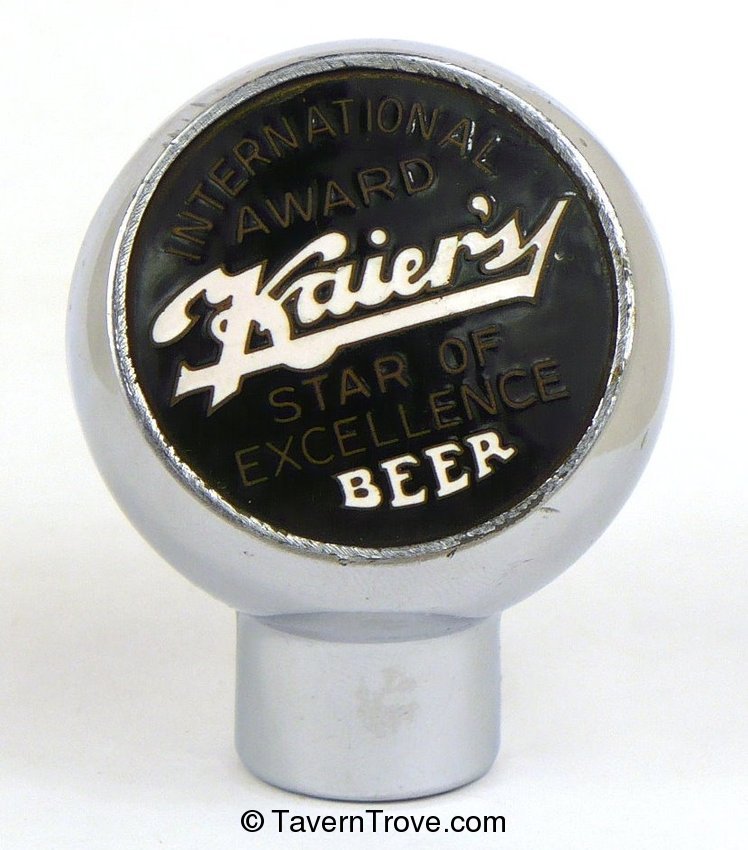 INTERNATIONAL
AWARD
Kaier's
STAR OF
EXCELLENCE
BEER
© TavernTrove.com